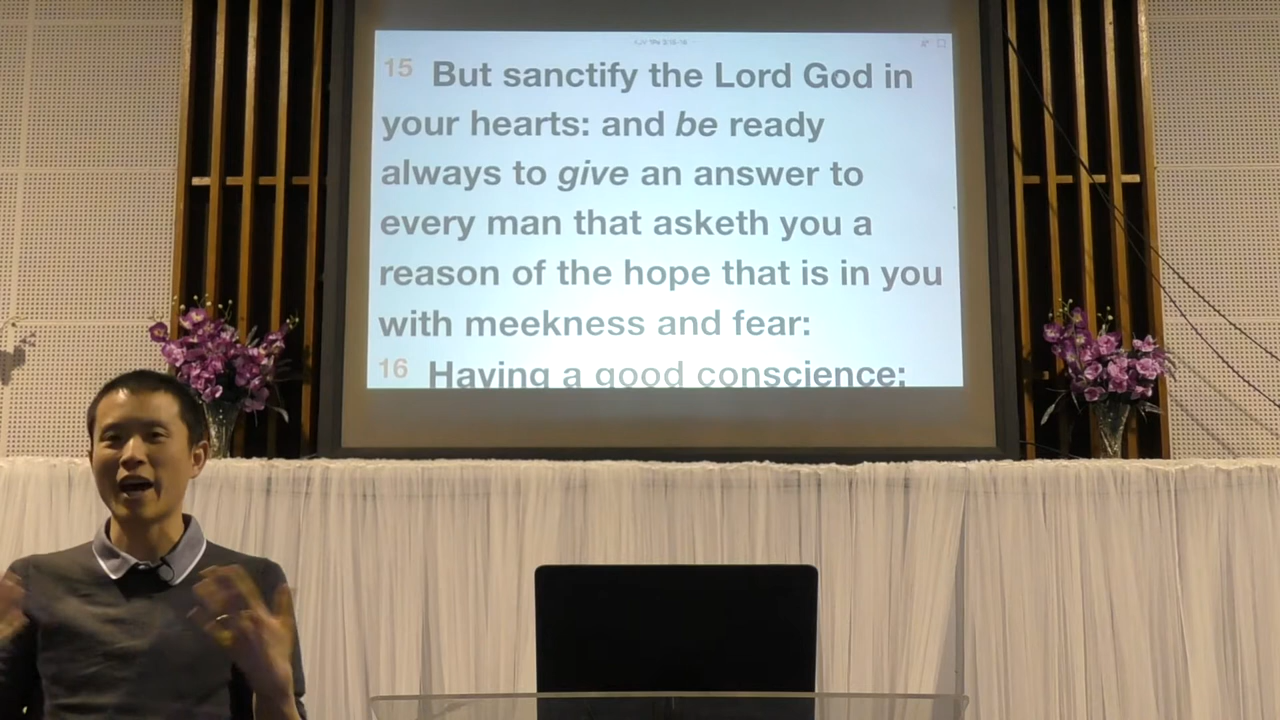 15 But sanctify the Lord God in
your hearts: and be ready
always to give an answer to
every man that asketh you a
reason of the hope that is in you
with meekness and fear:
16 Having a good conscience;